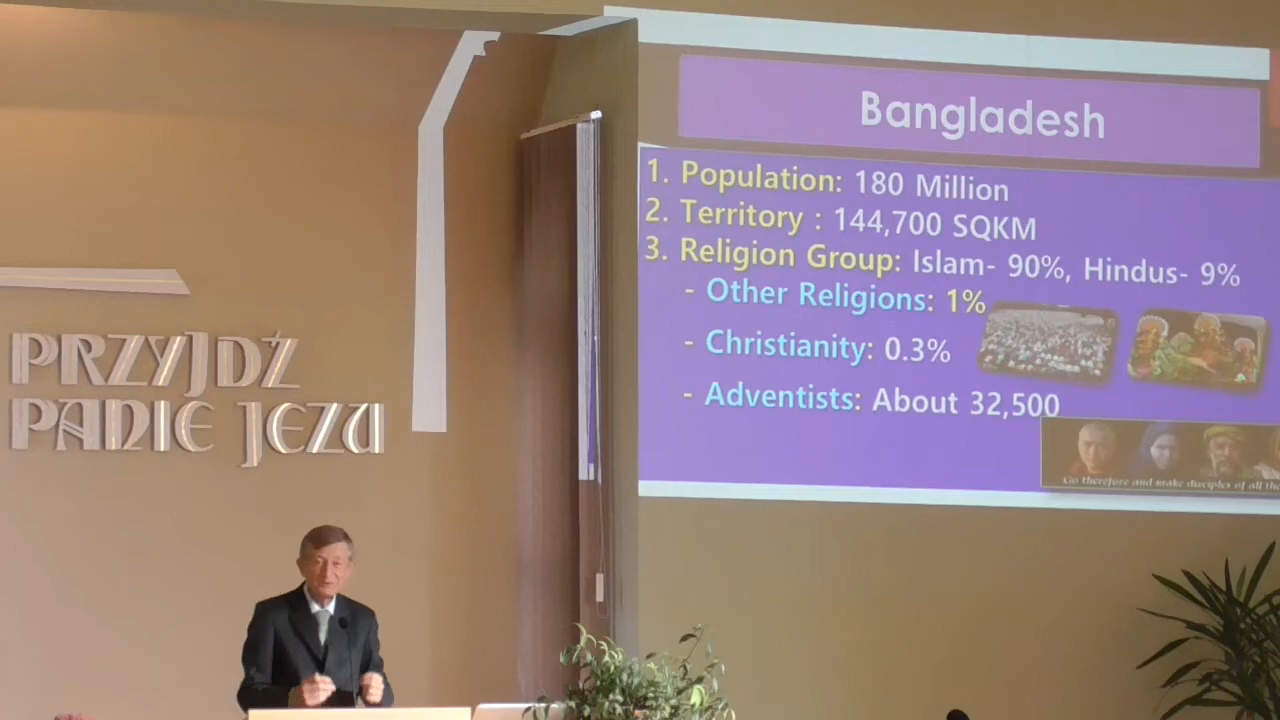 PRZYJDŹ
PANIE JEZU
Bangladesh
1. Population: 180 Million
2. Territory : 144,700 SQKM
3. Religion Group: Islam- 90%, Hindus- 9%
- Other Religions: 1%
- Christianity: 0.3%
- Adventists: About 32,500
Go therefore and make disciples of all the